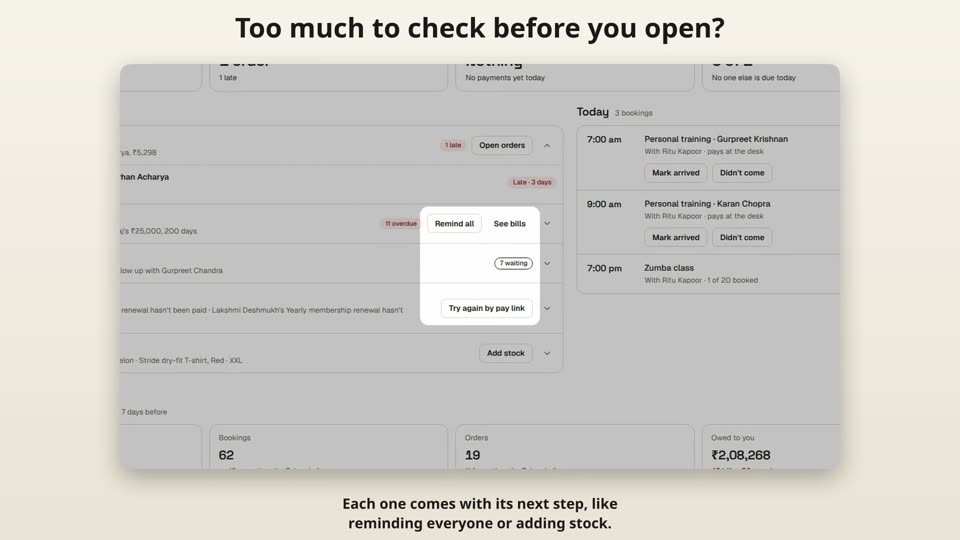 Too much to check before you open?
1 late
No payments yet today
No one else is due today
Today 3 bookings
₹5,298
1 late
Open orders
7:00 am
Personal training · Gurpreet Krishnan
With Ritu Kapoor · pays at the desk
Mark arrived
Didn't come
Acharya
Late · 3 days
9:00 am
Personal training · Karan Chopra
With Ritu Kapoor · pays at the desk
Mark arrived
Didn't come
₹25,000, 200 days
11 overdue
Remind all
See bills
up with Gurpreet Chandra
7 waiting
7:00 pm
Zumba class
With Ritu Kapoor · 1 of 20 booked
renewal hasn't been paid · Lakshmi Deshmukh's Yearly membership renewal hasn't
Try again by pay link
· Stride dry-fit T-shirt, Red · XXL
Add stock
7 days before
Bookings
62
Orders
19
Owed to you
₹2,08,268
Each one comes with its next step, like
reminding everyone or adding stock.